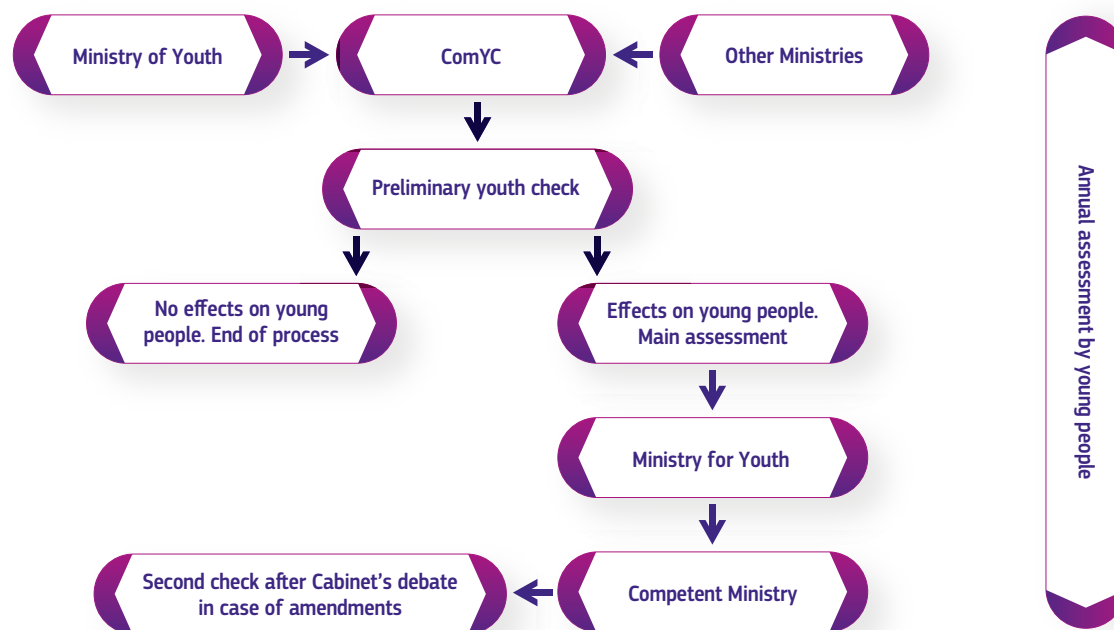 Ministry of Youth
ComYC
Other Ministries
Preliminary youth check
No effects on young
people. End of process
Effects on young people.
Main assessment
Ministry for Youth
Second check after Cabinet's debate
in case of amendments
Competent Ministry
Annual assessment by young people